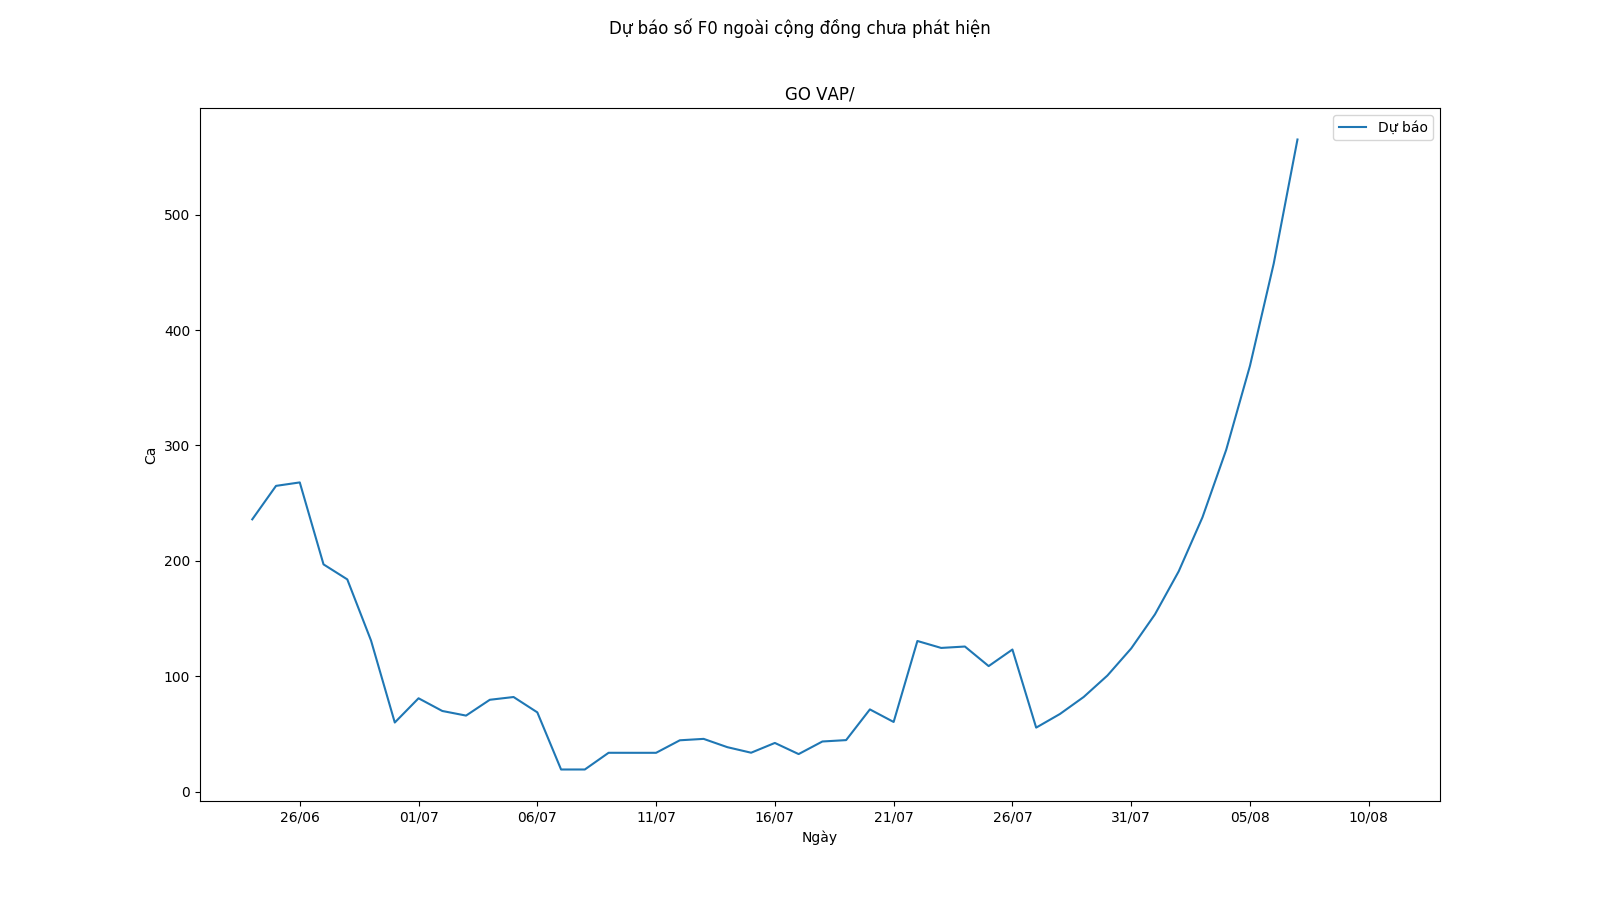 Dự báo số F0 ngoài cộng đồng chưa phát hiện
GO VAP/
Dự báo
Ca
500
400
300
200
100
0
26/06 01/07 06/07 11/07 16/07 21/07 26/07 31/07 05/08 10/08
Ngày